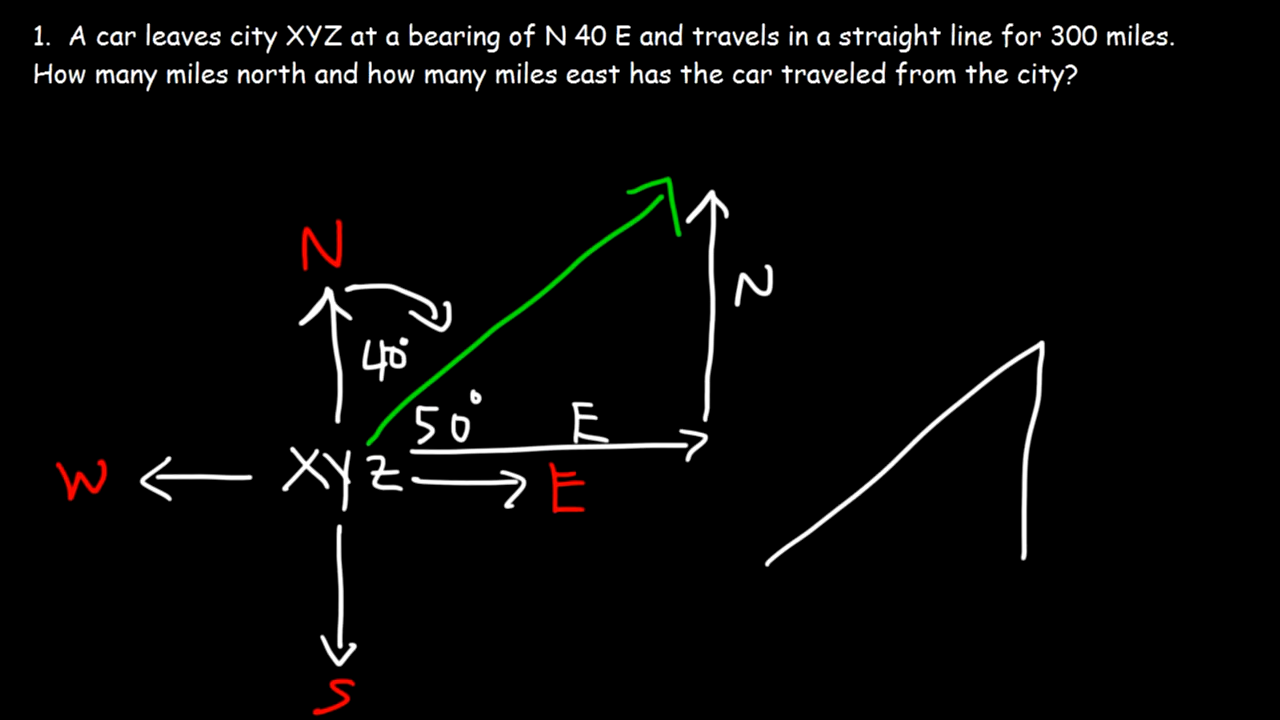 1. A car leaves city XYZ at a bearing of N 40 E and travels in a straight line for 300 miles.
How many miles north and how many miles east has the car traveled from the city?
N
N
40°
50°
E
W
XYZ
E
S